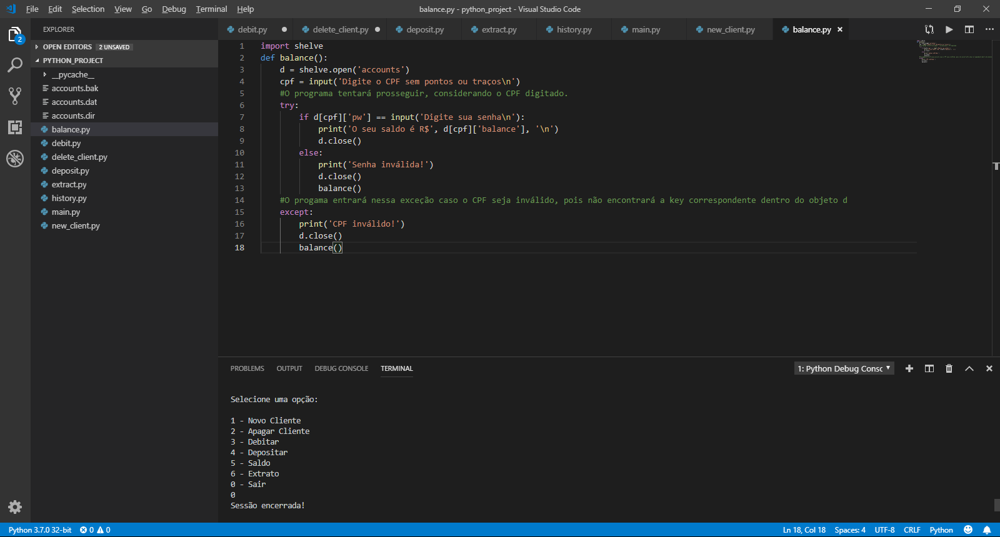 File Edit Selection View Go Debug Terminal Help balance.py - python_project - Visual Studio Code
2
EXPLORER
OPEN EDITORS 2 UNSAVED
PYTHON_PROJECT
__pycache__
accounts.bak
accounts.dat
accounts.dir
balance.py
debit.py
delete_client.py
deposit.py
extract.py
history.py
main.py
new_client.py
debit.py delete_client.py deposit.py extract.py history.py main.py new_client.py balance.py
1 import shelve
2 def balance():
3 d = shelve.open('accounts')
4 cpf = input('Digite o CPF sem pontos ou traços\n')
5 #O programa tentará prosseguir, considerando o CPF digitado.
6 try:
7 if d[cpf]['pw'] == input('Digite sua senha\n'):
8 print('O seu saldo é R$', d[cpf]['balance'], '\n')
9 d.close()
10 else:
11 print('Senha inválida!')
12 d.close()
13 balance()
14 #O progama entrará nessa exceção caso o CPF seja inválido, pois não encontrará a key correspondente dentro do objeto d
15 except:
16 print('CPF inválido!')
17 d.close()
18 balance()
PROBLEMS OUTPUT DEBUG CONSOLE TERMINAL
1: Python Debug Consc
Selecione uma opção:
1 - Novo Cliente
2 - Apagar Cliente
3 - Debitar
4 - Depositar
5 - Saldo
6 - Extrato
0 - Sair
0
Sessão encerrada!
Python 3.7.0 32-bit 0 0 Ln 18, Col 18 Spaces: 4 UTF-8 CRLF Python